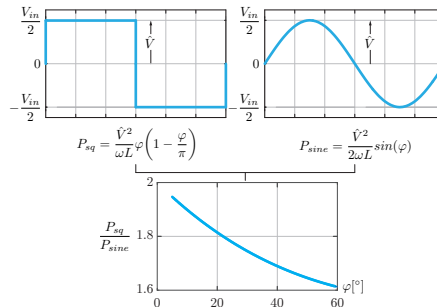 V_in/2 V̂ V_in/2 V̂
0 0
−V_in/2 −V_in/2
P_sq = V̂²/ωL φ(1 − φ/π) P_sine = V̂²/2ωL sin(φ)
2
P_sq/P_sine 1.8
1.6
0 20 40 60 φ[°]